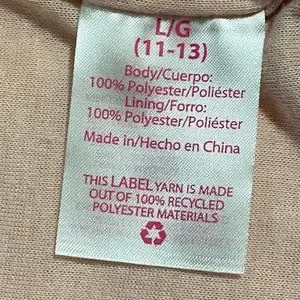 L/G
(11-13)
Body/Cuerpo:
100% Polyester/Poliéster
Lining/Forro:
100% Polyester/Poliéster
Made in/Hecho en China
THIS LABEL YARN IS MADE
OUT OF 100% RECYCLED
POLYESTER MATERIALS